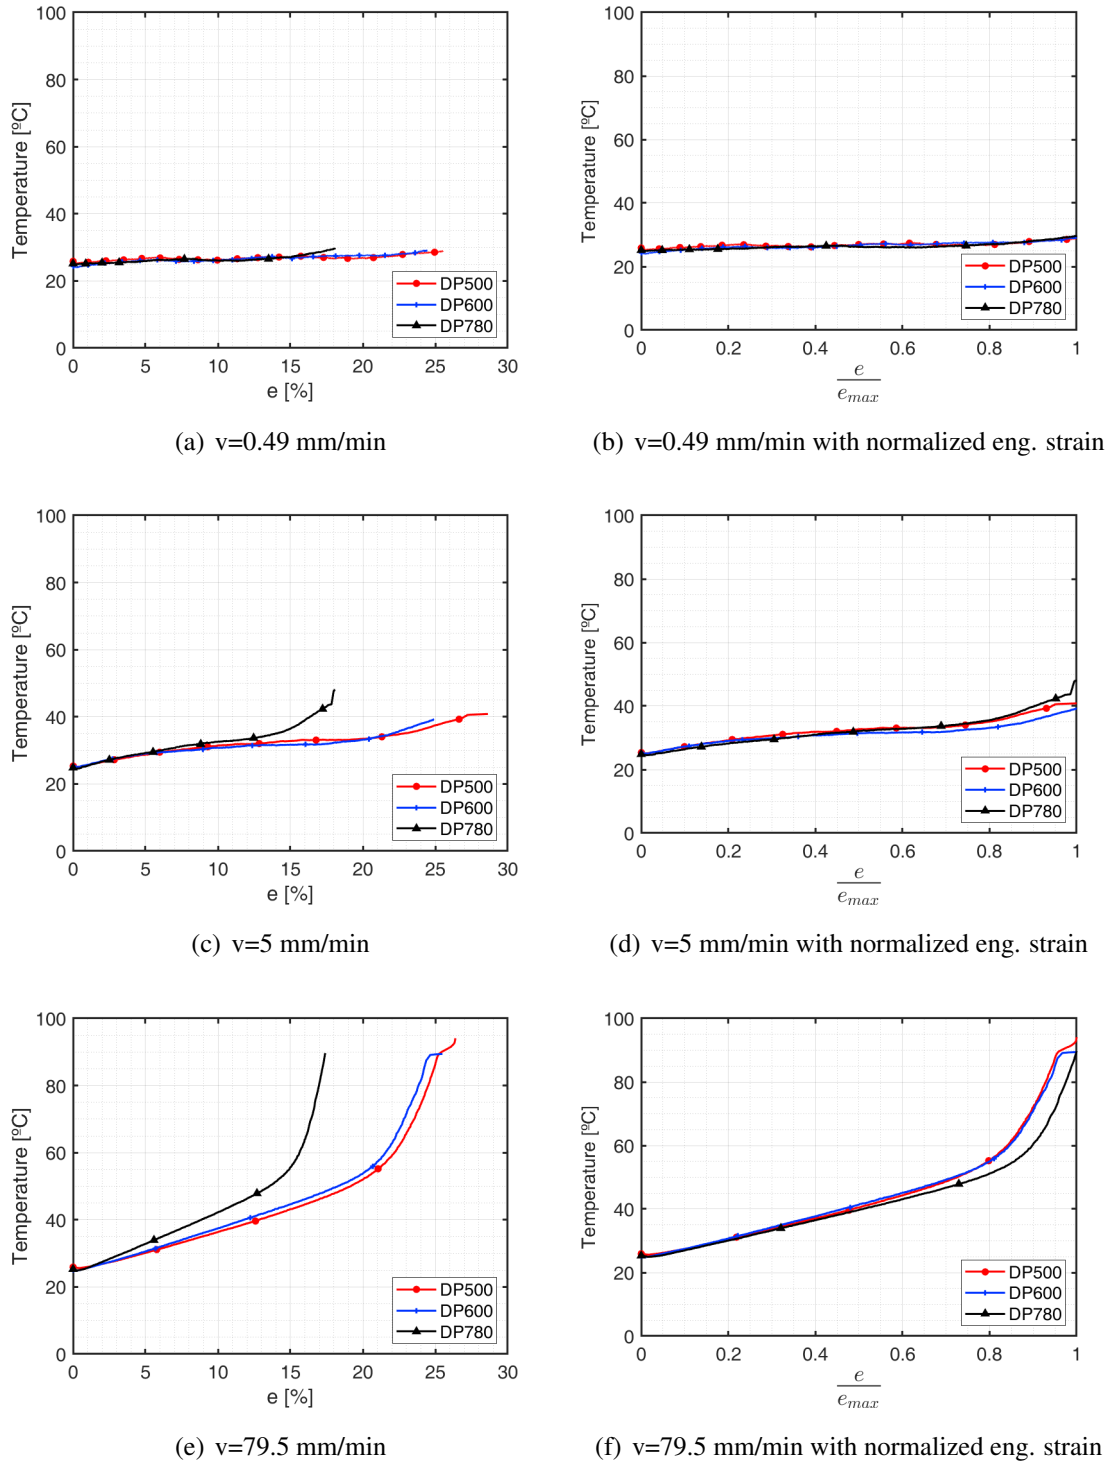 100
80
60
40
20
0
Temperature [ºC]
0 5 10 15 20 25 30
e [%]
DP500
DP600
DP780
(a) v=0.49 mm/min
100
80
60
40
20
0
Temperature [ºC]
0 0.2 0.4 0.6 0.8 1
e
e_max
DP500
DP600
DP780
(b) v=0.49 mm/min with normalized eng. strain
100
80
60
40
20
0
Temperature [ºC]
0 5 10 15 20 25 30
e [%]
DP500
DP600
DP780
(c) v=5 mm/min
100
80
60
40
20
0
Temperature [ºC]
0 0.2 0.4 0.6 0.8 1
e
e_max
DP500
DP600
DP780
(d) v=5 mm/min with normalized eng. strain
100
80
60
40
20
0
Temperature [ºC]
0 5 10 15 20 25 30
e [%]
DP500
DP600
DP780
(e) v=79.5 mm/min
100
80
60
40
20
0
Temperature [ºC]
0 0.2 0.4 0.6 0.8 1
e
e_max
DP500
DP600
DP780
(f) v=79.5 mm/min with normalized eng. strain